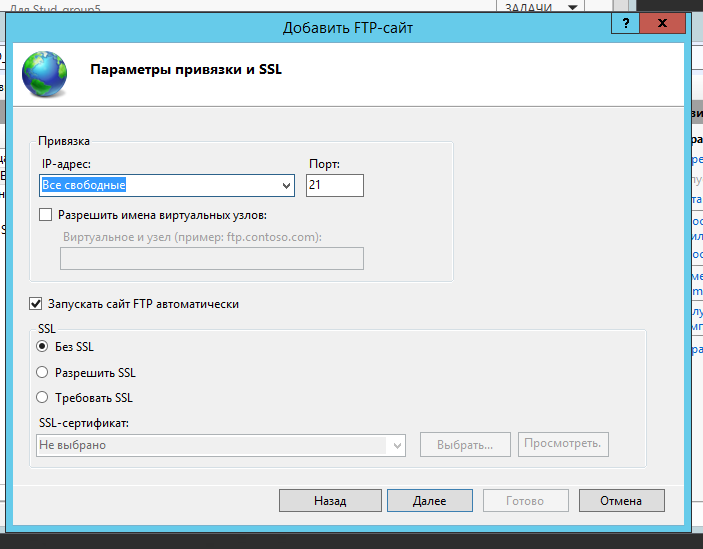 Для Stud_group5
ЗАДАЧИ
Добавить FTP-сайт
?
x
Параметры привязки и SSL
Привязка
IP-адрес:
Порт:
Все свободные
21
Разрешить имена виртуальных узлов:
Виртуальное и узел (пример: ftp.contoso.com):
Запускать сайт FTP автоматически
SSL
Без SSL
Разрешить SSL
Требовать SSL
SSL-сертификат:
Не выбрано
Выбрать...
Просмотреть.
Назад
Далее
Готово
Отмена